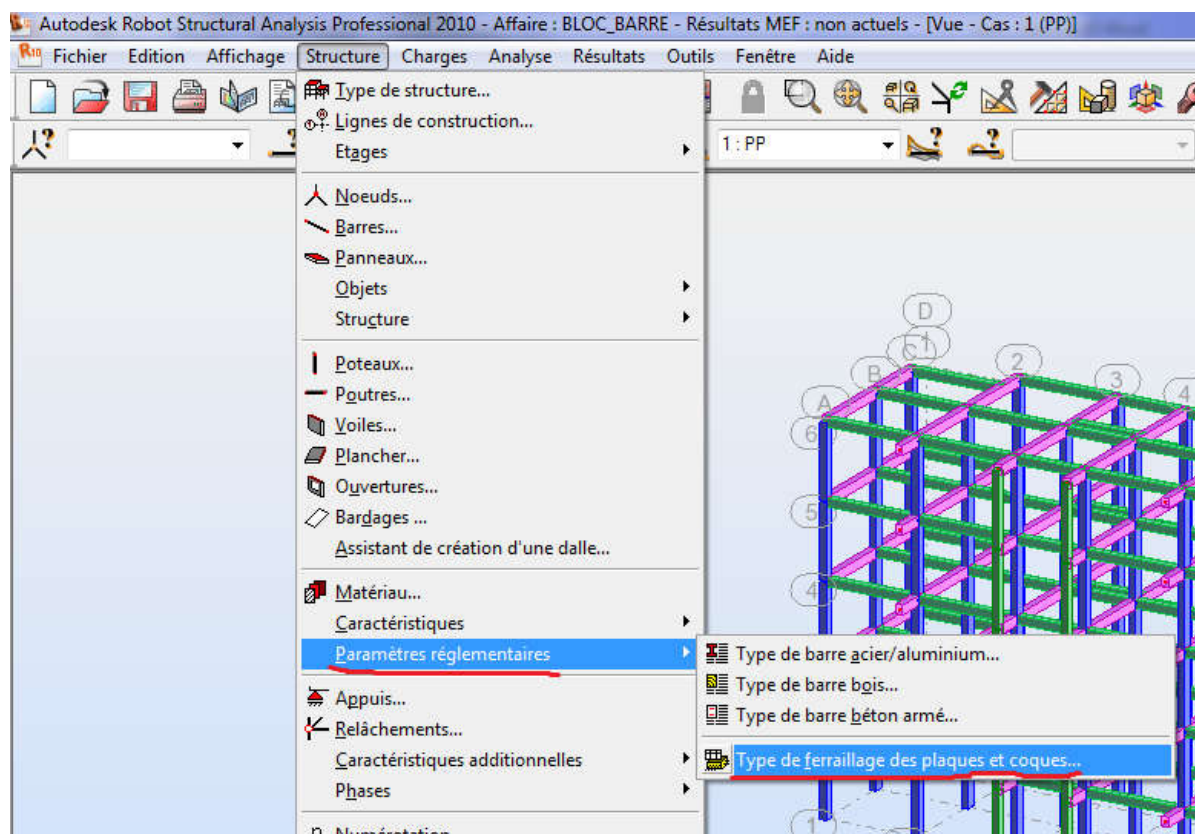 Autodesk Robot Structural Analysis Professional 2010 - Affaire : BLOC_BARRE - Résultats MEF : non actuels - [Vue - Cas : 1 (PP)]
Fichier Edition Affichage Structure Charges Analyse Résultats Outils Fenêtre Aide
1 : PP
Type de structure...
Lignes de construction...
Etages
Noeuds...
Barres...
Panneaux...
Objets
Structure
Poteaux...
Poutres...
Voiles...
Plancher...
Ouvertures...
Bardages ...
Assistant de création d'une dalle...
Matériau...
Caractéristiques
Paramètres réglementaires
Appuis...
Relâchements...
Caractéristiques additionnelles
Phases
Type de barre acier/aluminium...
Type de barre bois...
Type de barre béton armé...
Type de ferraillage des plaques et coques...
D
1
C
2
B
3
4
A
6
5
4
1